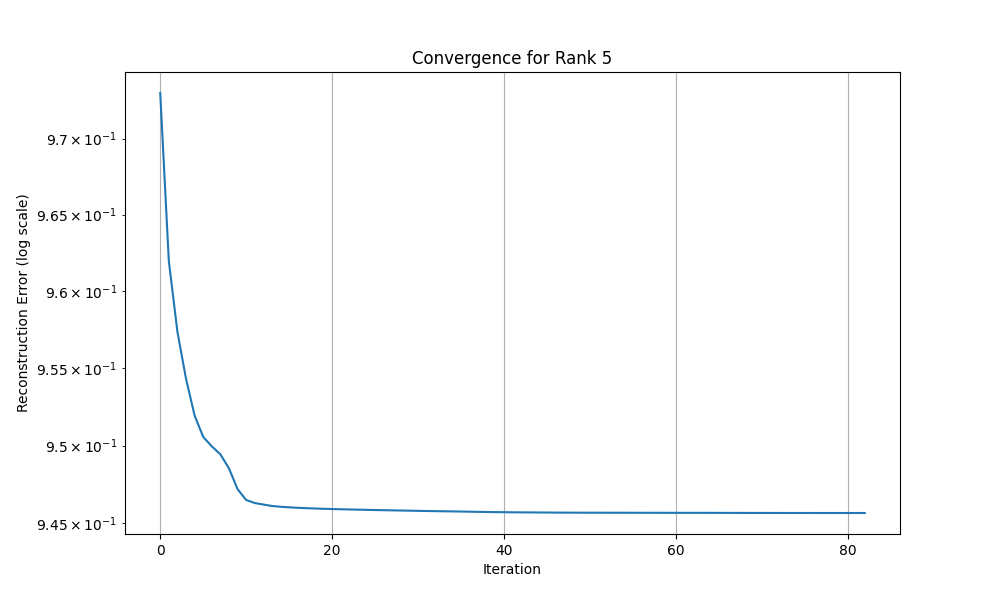 Convergence for Rank 5
Reconstruction Error (log scale)
9.7 × 10⁻¹
9.65 × 10⁻¹
9.6 × 10⁻¹
9.55 × 10⁻¹
9.5 × 10⁻¹
9.45 × 10⁻¹
0 20 40 60 80
Iteration